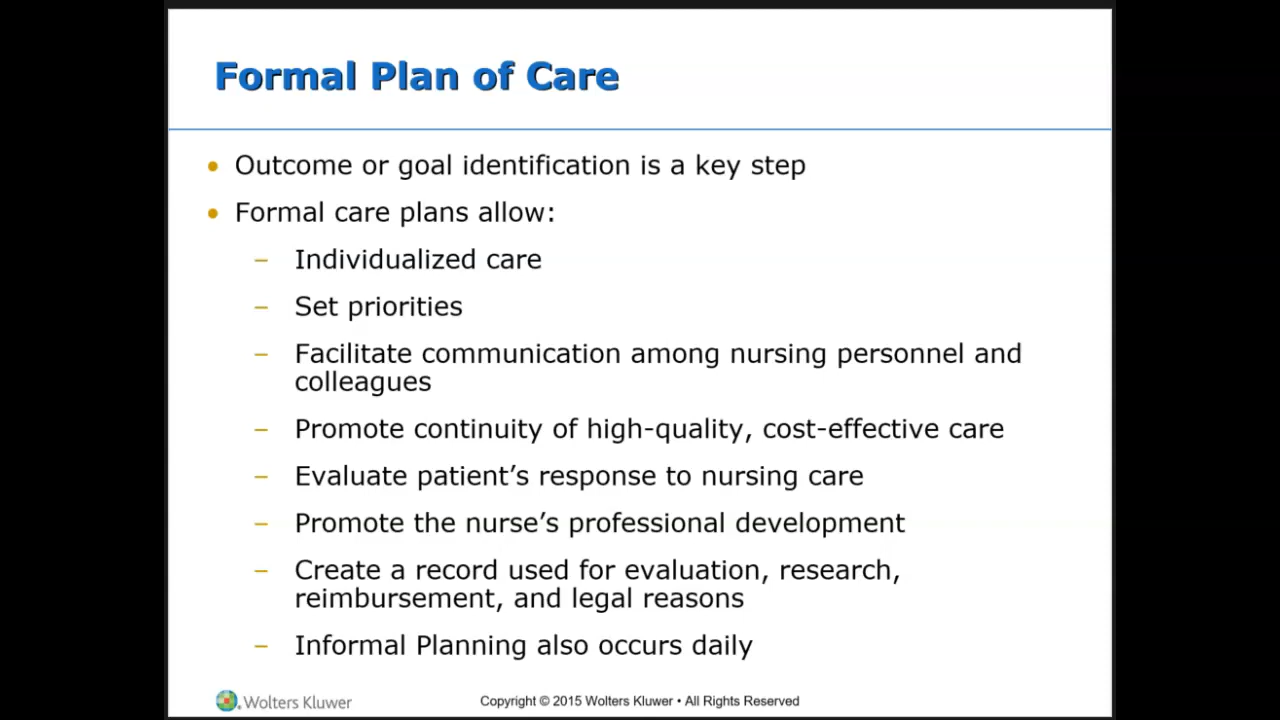 Formal Plan of Care
• Outcome or goal identification is a key step
• Formal care plans allow:
– Individualized care
– Set priorities
– Facilitate communication among nursing personnel and
colleagues
– Promote continuity of high-quality, cost-effective care
– Evaluate patient’s response to nursing care
– Promote the nurse’s professional development
– Create a record used for evaluation, research,
reimbursement, and legal reasons
– Informal Planning also occurs daily
Wolters Kluwer
Copyright © 2015 Wolters Kluwer • All Rights Reserved